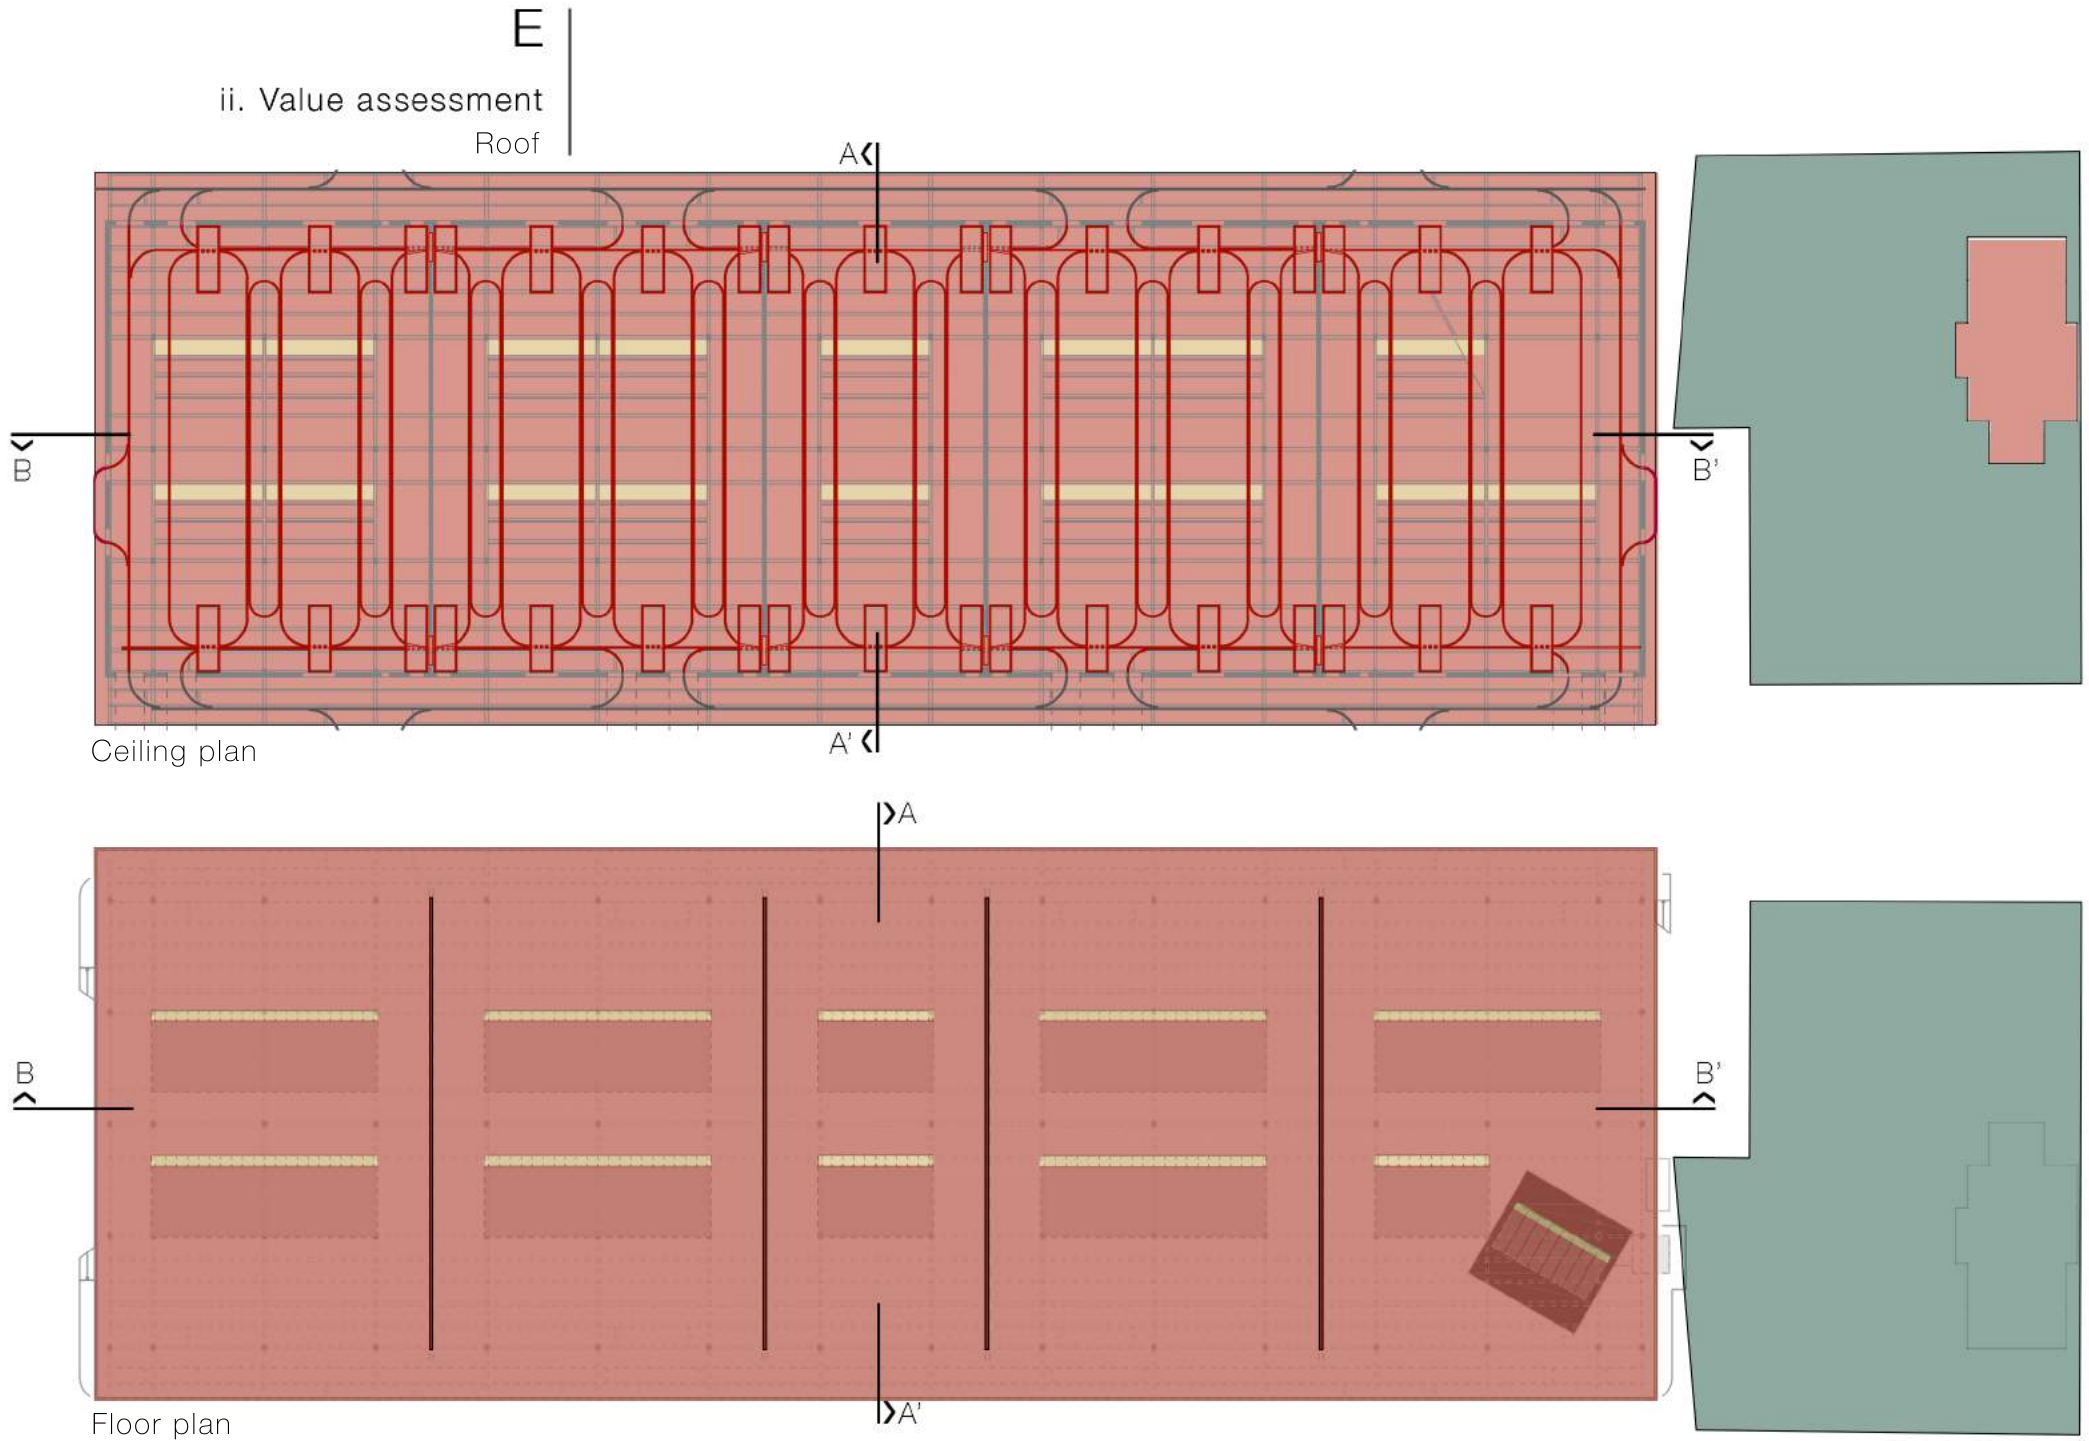 E
ii. Value assessment
Roof
A
B
B'
A'
Ceiling plan
A
B
B'
A'
Floor plan